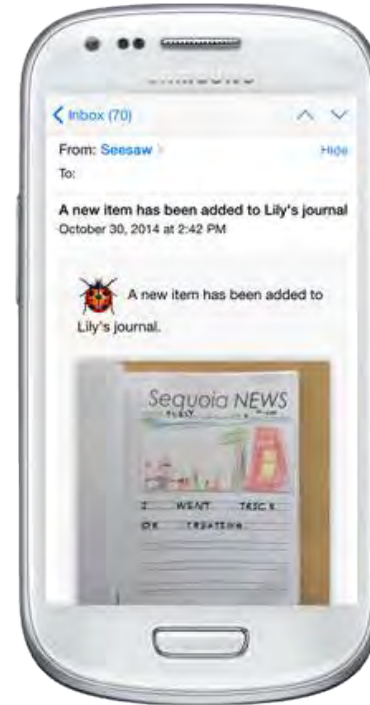 Inbox (70)
From: Seesaw
Hide
To:
A new item has been added to Lily's journal
October 30, 2014 at 2:42 PM
A new item has been added to
Lily's journal.
Sequoia NEWS
I WENT TRICK
OR TREATING